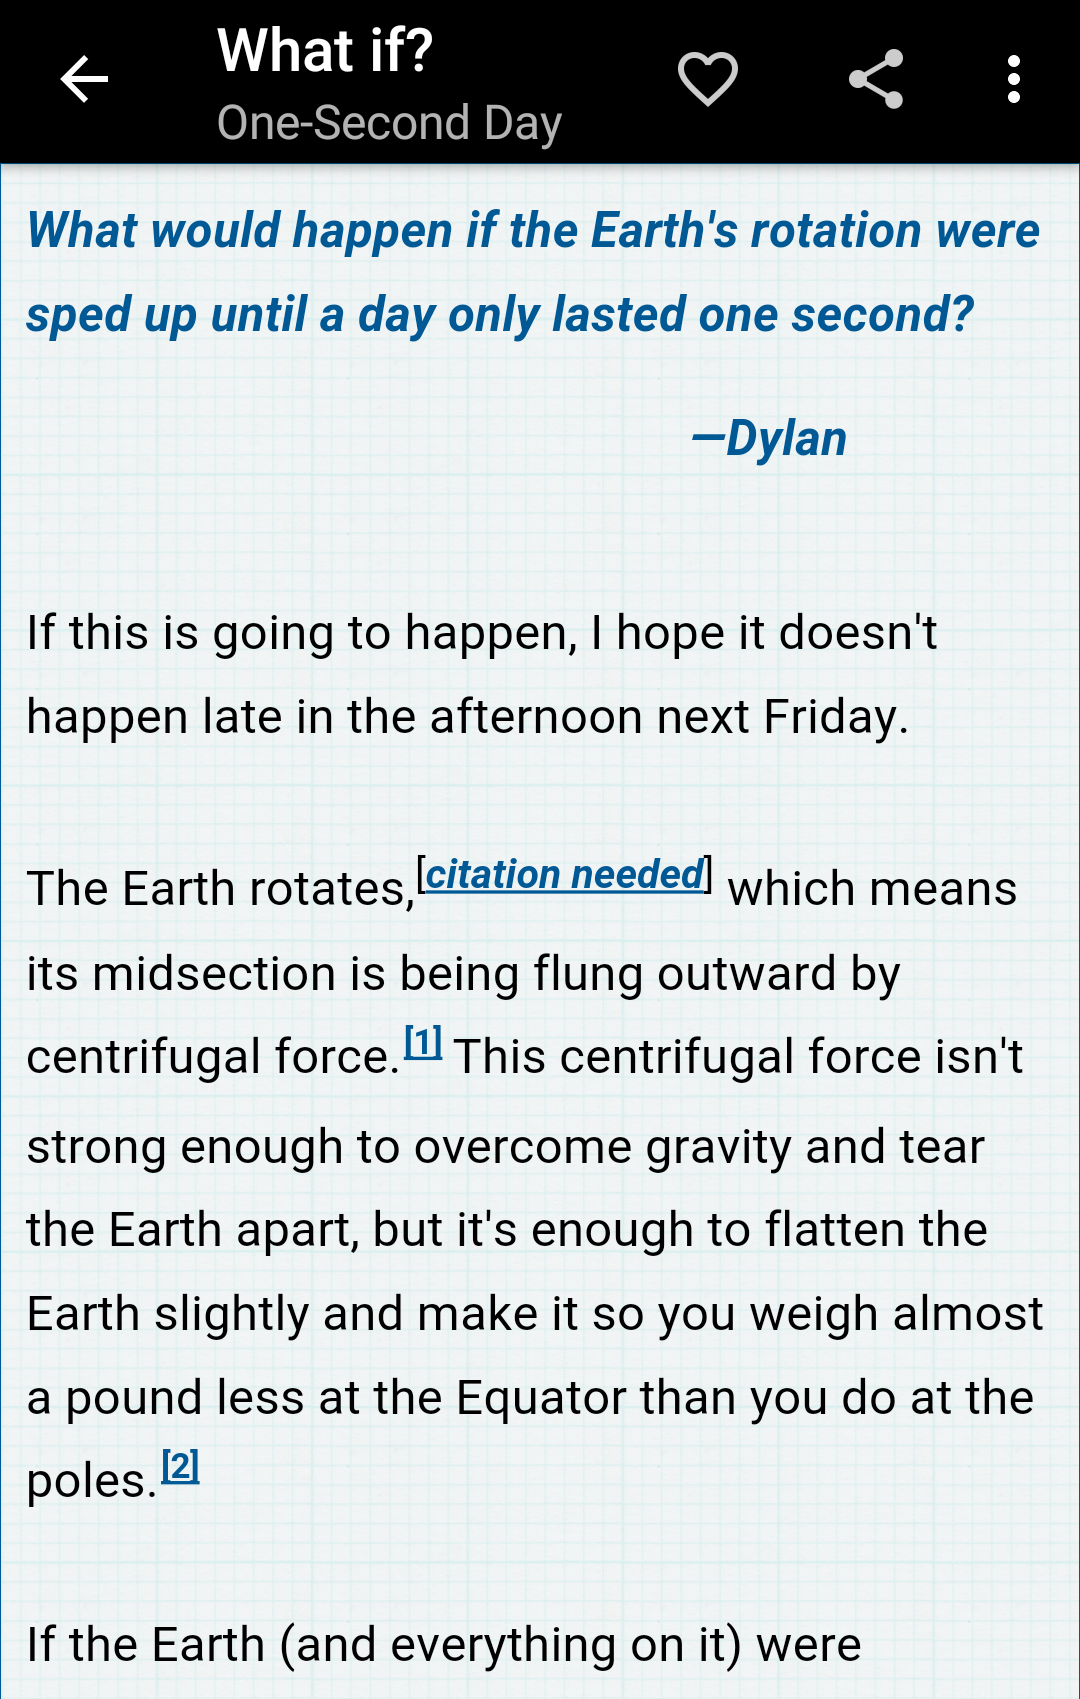 What if?
One-Second Day
What would happen if the Earth's rotation were
sped up until a day only lasted one second?
—Dylan
If this is going to happen, I hope it doesn't
happen late in the afternoon next Friday.
The Earth rotates,[citation needed] which means
its midsection is being flung outward by
centrifugal force.[1] This centrifugal force isn't
strong enough to overcome gravity and tear
the Earth apart, but it's enough to flatten the
Earth slightly and make it so you weigh almost
a pound less at the Equator than you do at the
poles.[2]
If the Earth (and everything on it) were